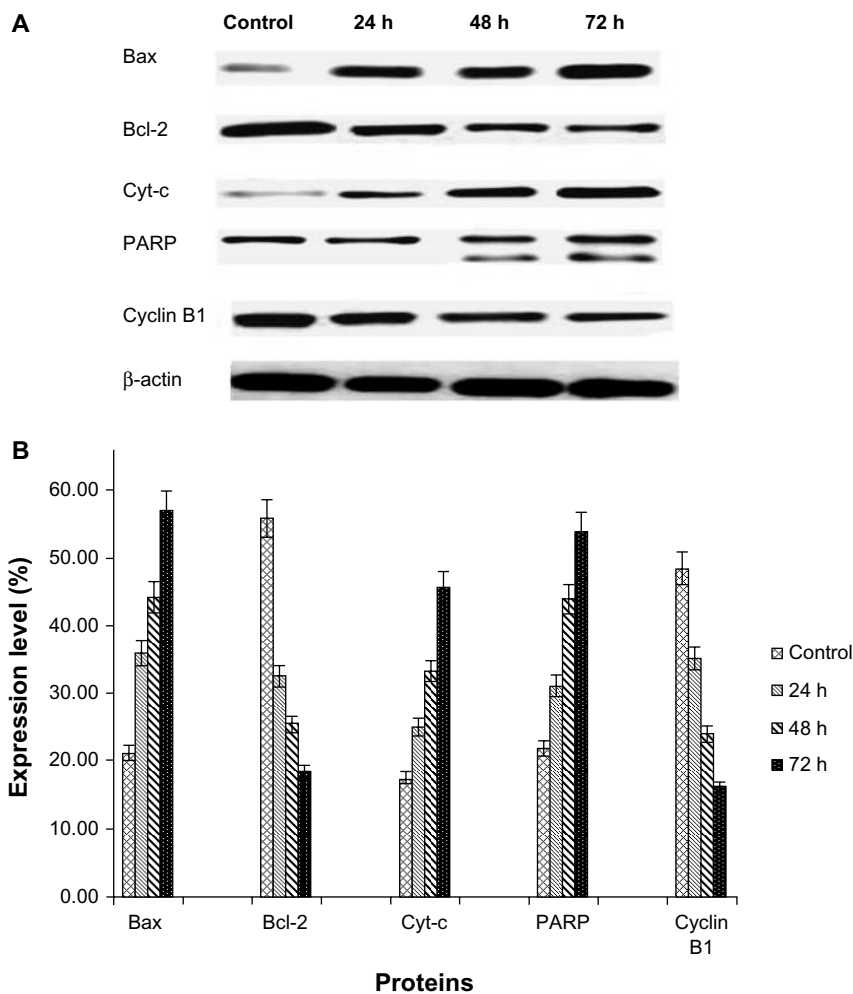 A
Control 24 h 48 h 72 h
Bax
Bcl-2
Cyt-c
PARP
Cyclin B1
β-actin
B
Expression level (%)
60.00
50.00
40.00
30.00
20.00
10.00
0.00
Bax Bcl-2 Cyt-c PARP Cyclin
B1
Proteins
Control
24 h
48 h
72 h